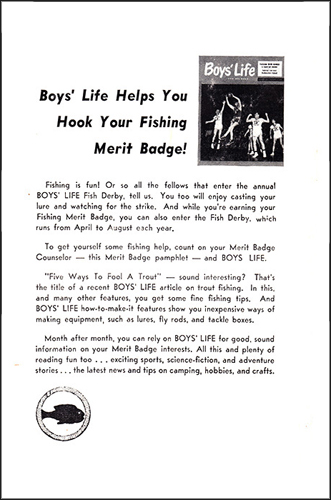 Boys' Life
Boys' Life Helps You
Hook Your Fishing
Merit Badge!
Fishing is fun! Or so all the fellows that enter the annual
BOYS' LIFE Fish Derby, tell us. You too will enjoy casting your
lure and watching for the strike. And while you're earning your
Fishing Merit Badge, you can also enter the Fish Derby, which
runs from April to August each year.
To get yourself some fishing help, count on your Merit Badge
Counselor — this Merit Badge pamphlet — and BOYS' LIFE.
"Five Ways To Fool A Trout" — sound interesting? That's
the title of a recent BOYS' LIFE article on trout fishing. In this,
and many other features, you get some fine fishing tips. And
BOYS' LIFE how-to-make-it features show you inexpensive ways of
making equipment, such as lures, fly rods, and tackle boxes.
Month after month, you can rely on BOYS' LIFE for good, sound
information on your Merit Badge interests. All this and plenty of
reading fun too . . . exciting sports, science-fiction, and adventure
stories . . . the latest news and tips on camping, hobbies, and crafts.